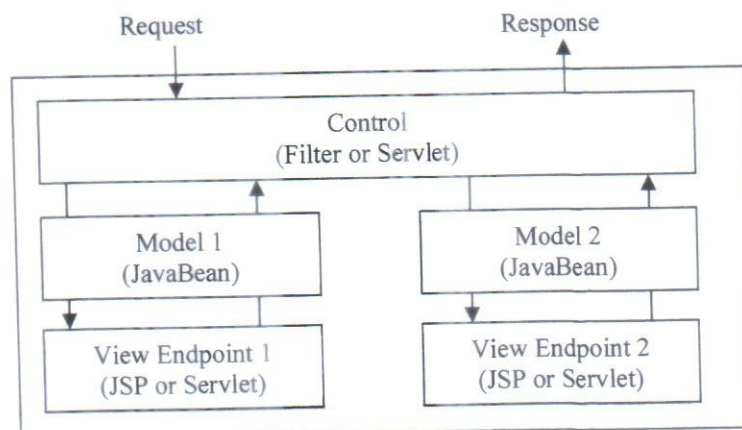 Request
Response
Control
(Filter or Servlet)
Model 1
(JavaBean)
Model 2
(JavaBean)
View Endpoint 1
(JSP or Servlet)
View Endpoint 2
(JSP or Servlet)